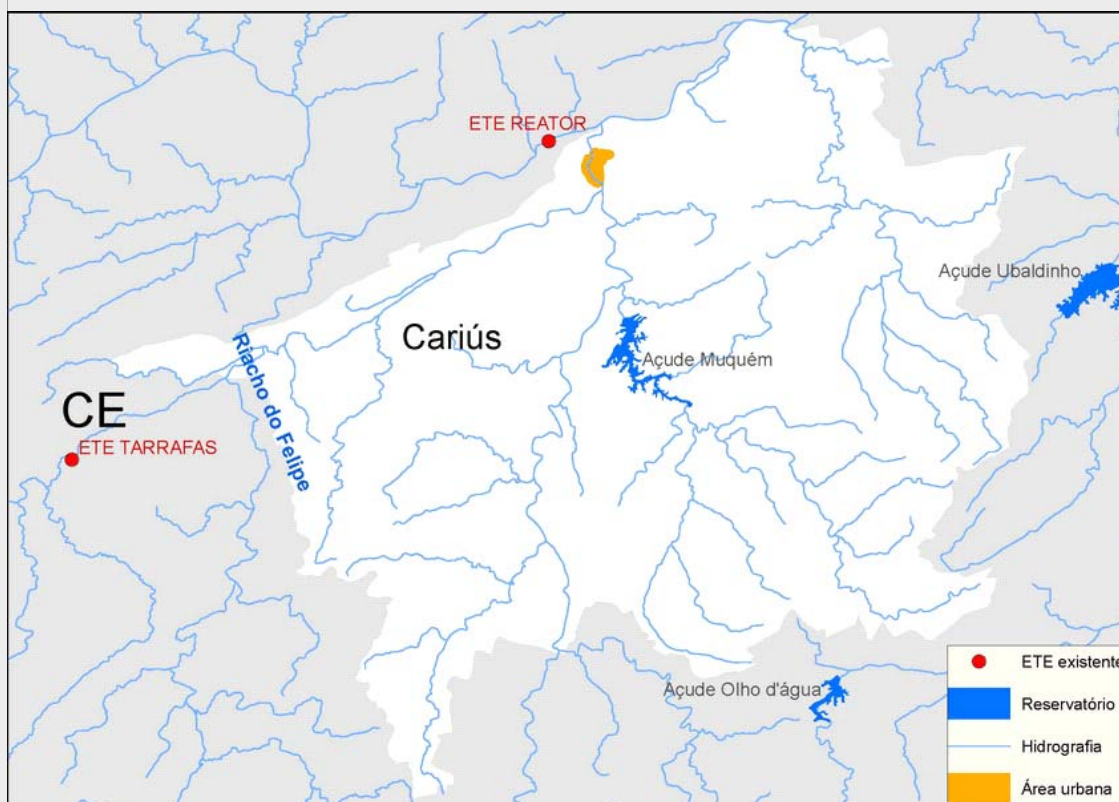 ETE REATOR
Açude Ubaldinho
Cariús
Riacho do Felipe
Açude Muquém
CE
ETE TARRAFAS
Açude Olho d'água
ETE existente
Reservatório
Hidrografia
Área urbana